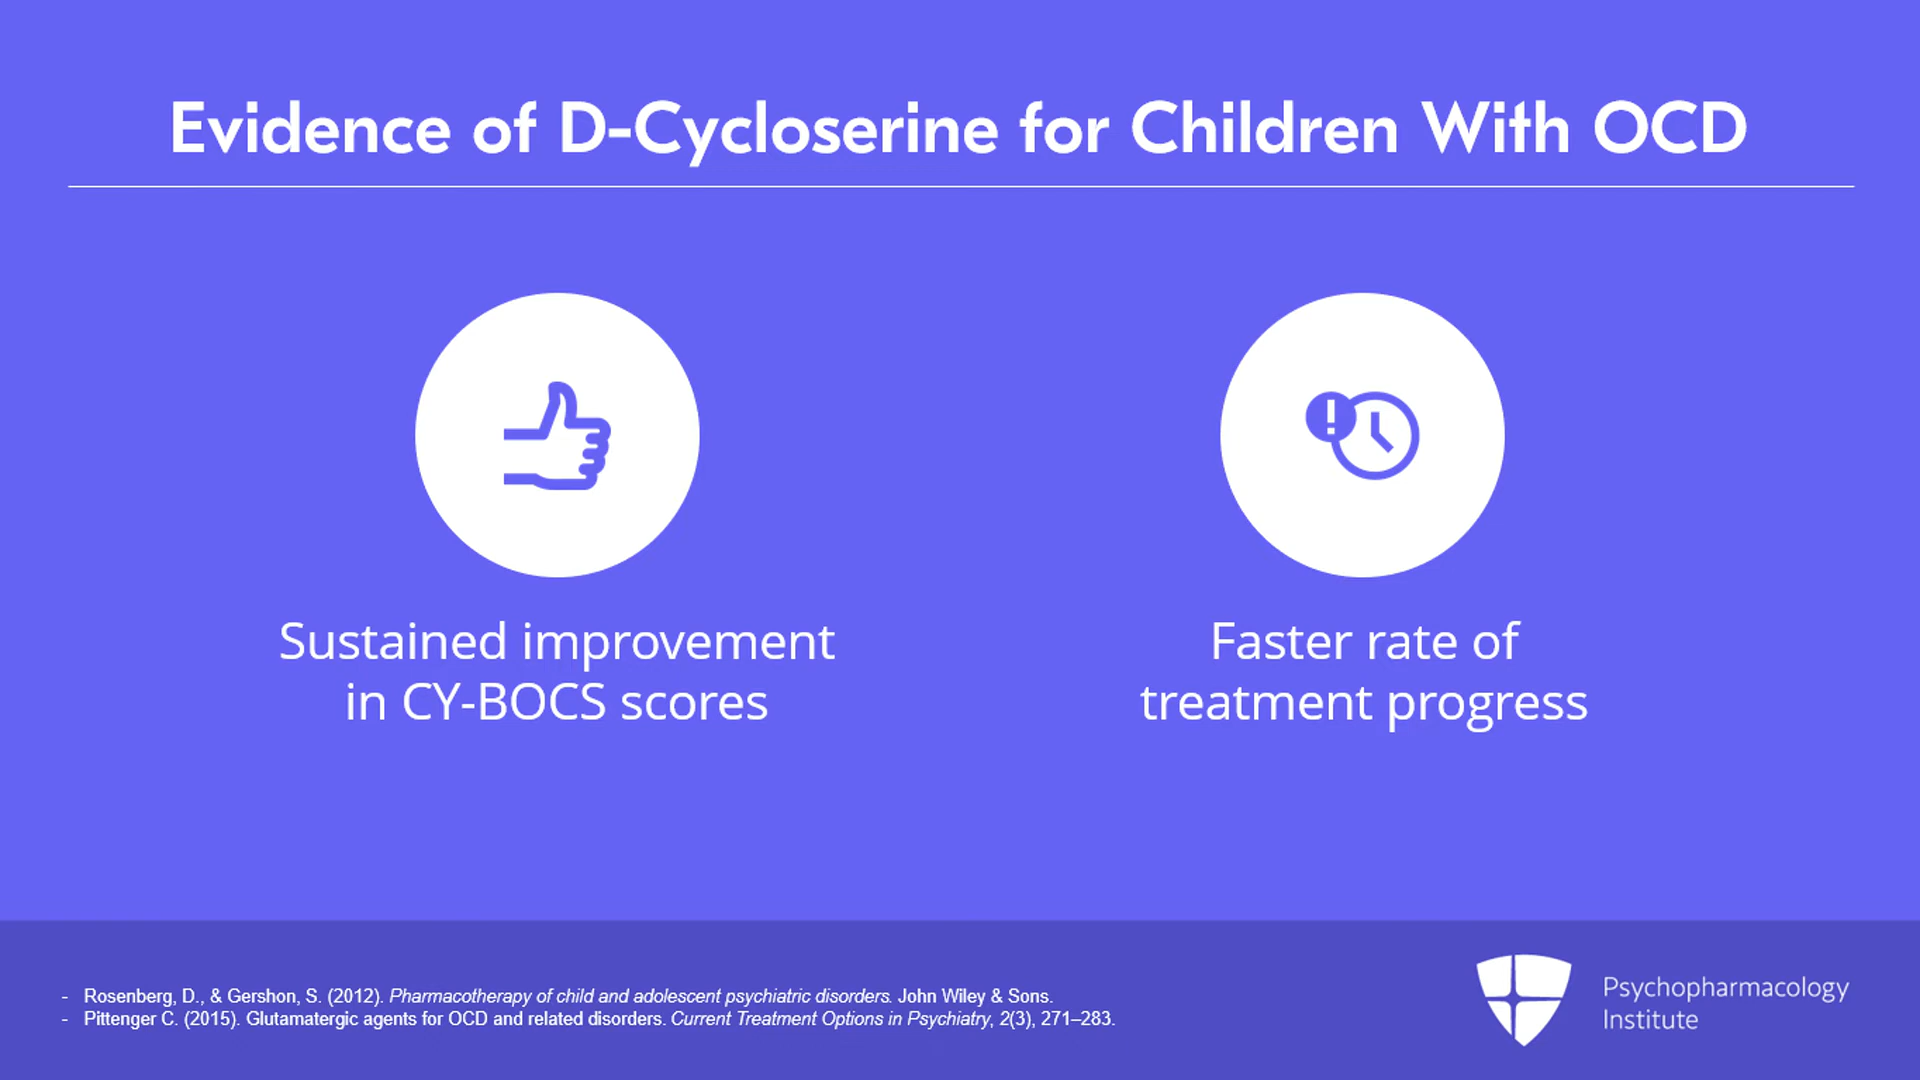 Evidence of D-Cycloserine for Children With OCD
Sustained improvement
in CY-BOCS scores
Faster rate of
treatment progress
- Rosenberg, D., & Gershon, S. (2012). Pharmacotherapy of child and adolescent psychiatric disorders. John Wiley & Sons.
- Pittenger C. (2015). Glutamatergic agents for OCD and related disorders. Current Treatment Options in Psychiatry, 2(3), 271–283.
Psychopharmacology
Institute